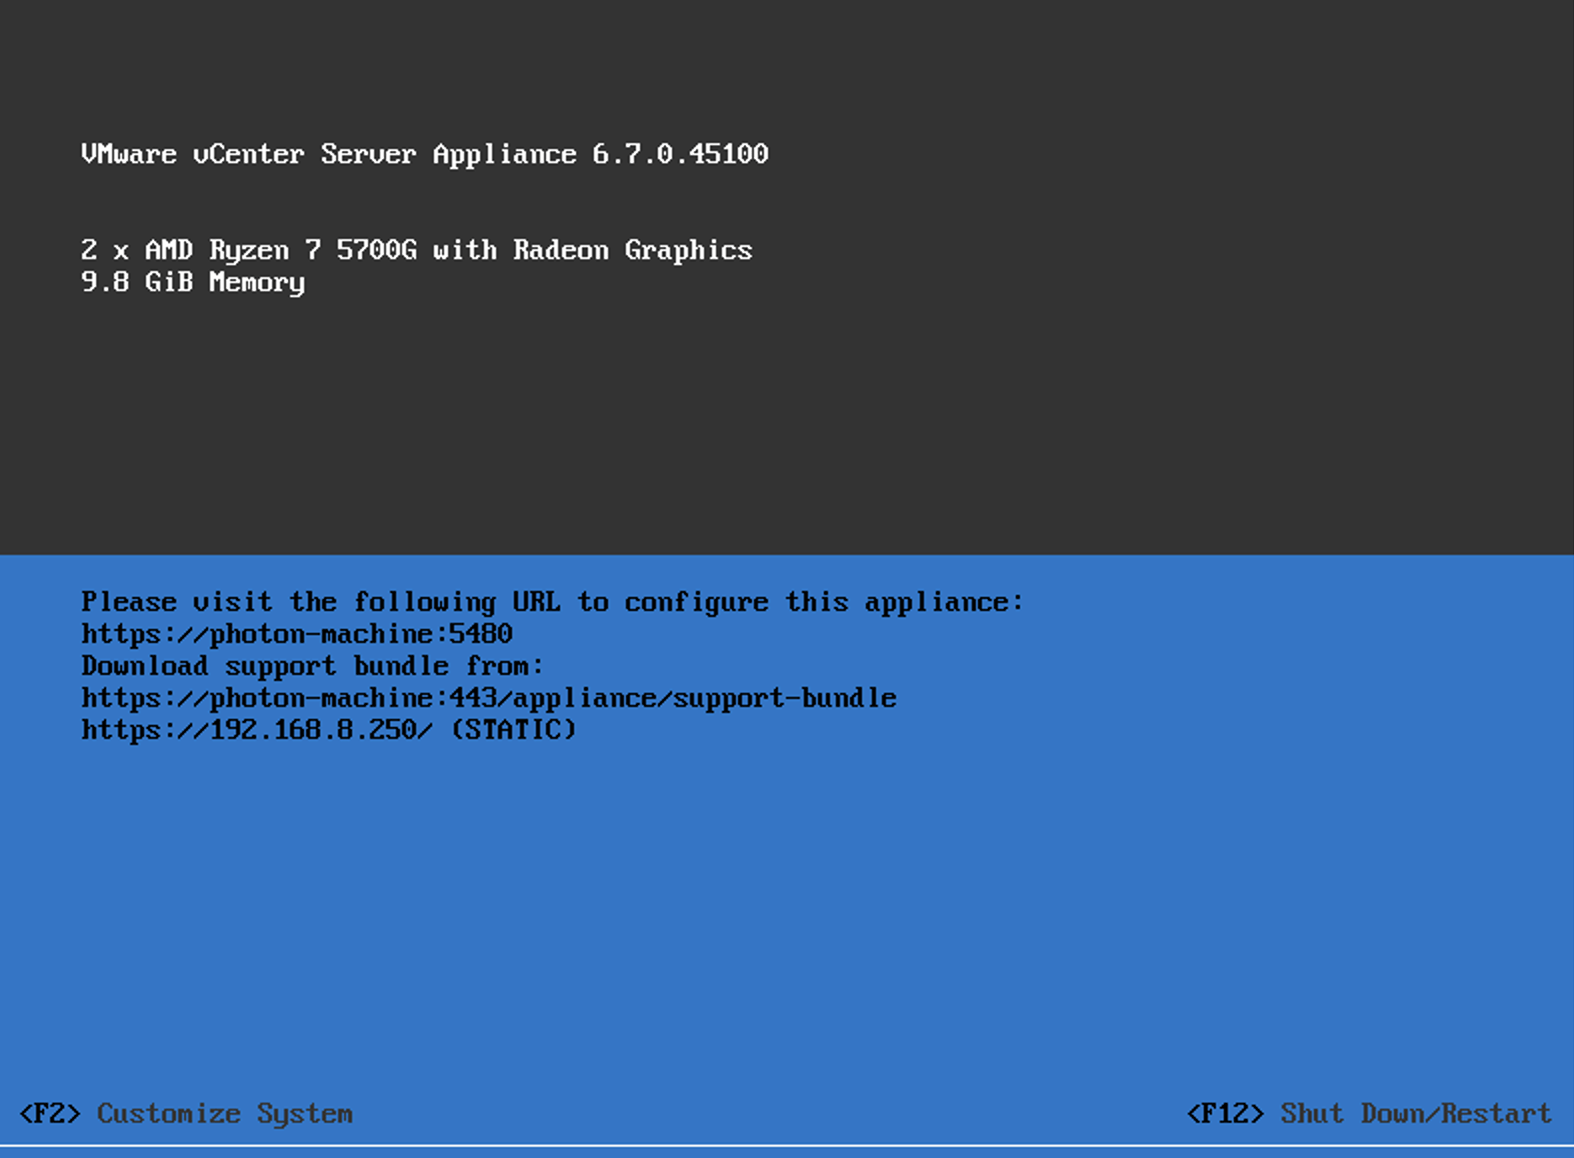 VMware vCenter Server Appliance 6.7.0.45100
2 x AMD Ryzen 7 5700G with Radeon Graphics
9.8 GiB Memory
Please visit the following URL to configure this appliance:
https://photon-machine:5480
Download support bundle from:
https://photon-machine:443/appliance/support-bundle
https://192.168.8.250/ (STATIC)
<F2> Customize System <F12> Shut Down/Restart